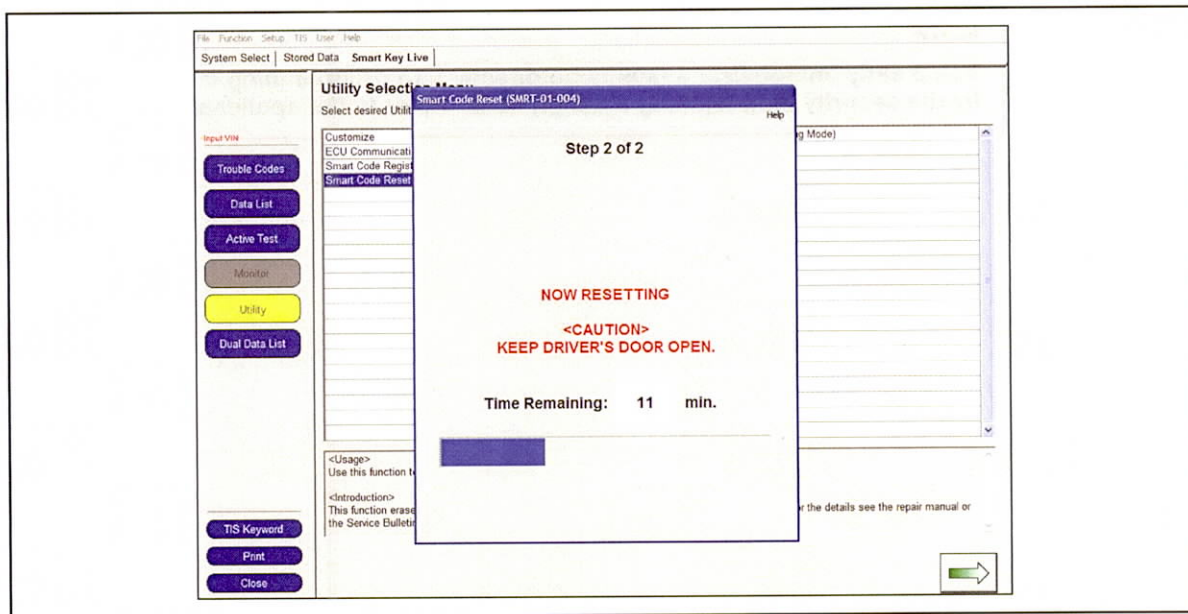 File Function Setup TIS User Help
System Select Stored Data Smart Key Live
Utility Selection
Select desired Utilit
Input VIN
Trouble Codes
Data List
Active Test
Monitor
Utility
Dual Data List
TIS Keyword
Print
Close
Customize
ECU Communicati
Smart Code Regist
Smart Code Reset
g Mode)
Smart Code Reset (SMRT-01-004)
Help
Step 2 of 2
NOW RESETTING
<CAUTION>
KEEP DRIVER'S DOOR OPEN.
Time Remaining: 11 min.
<Usage>
Use this function t
<Introduction>
This function erase
r the details see the repair manual or
the Service Bulleti